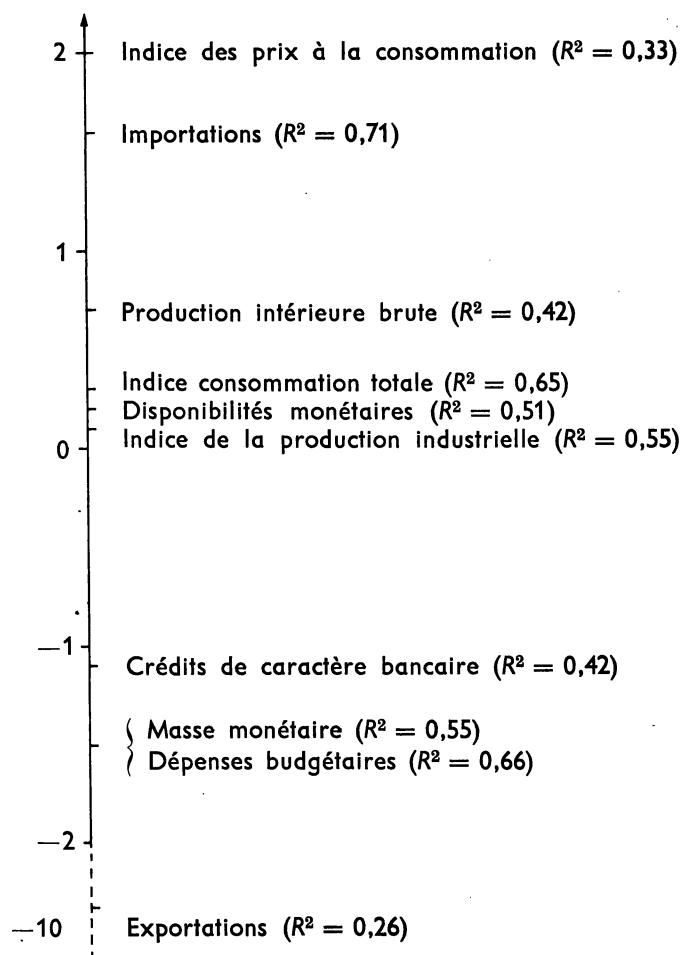 2 Indice des prix à la consommation (R² = 0,33)
Importations (R² = 0,71)
1
Production intérieure brute (R² = 0,42)
Indice consommation totale (R² = 0,65)
Disponibilités monétaires (R² = 0,51)
Indice de la production industrielle (R² = 0,55)
0
—1
Crédits de caractère bancaire (R² = 0,42)
Masse monétaire (R² = 0,55)
Dépenses budgétaires (R² = 0,66)
—2
—10 Exportations (R² = 0,26)